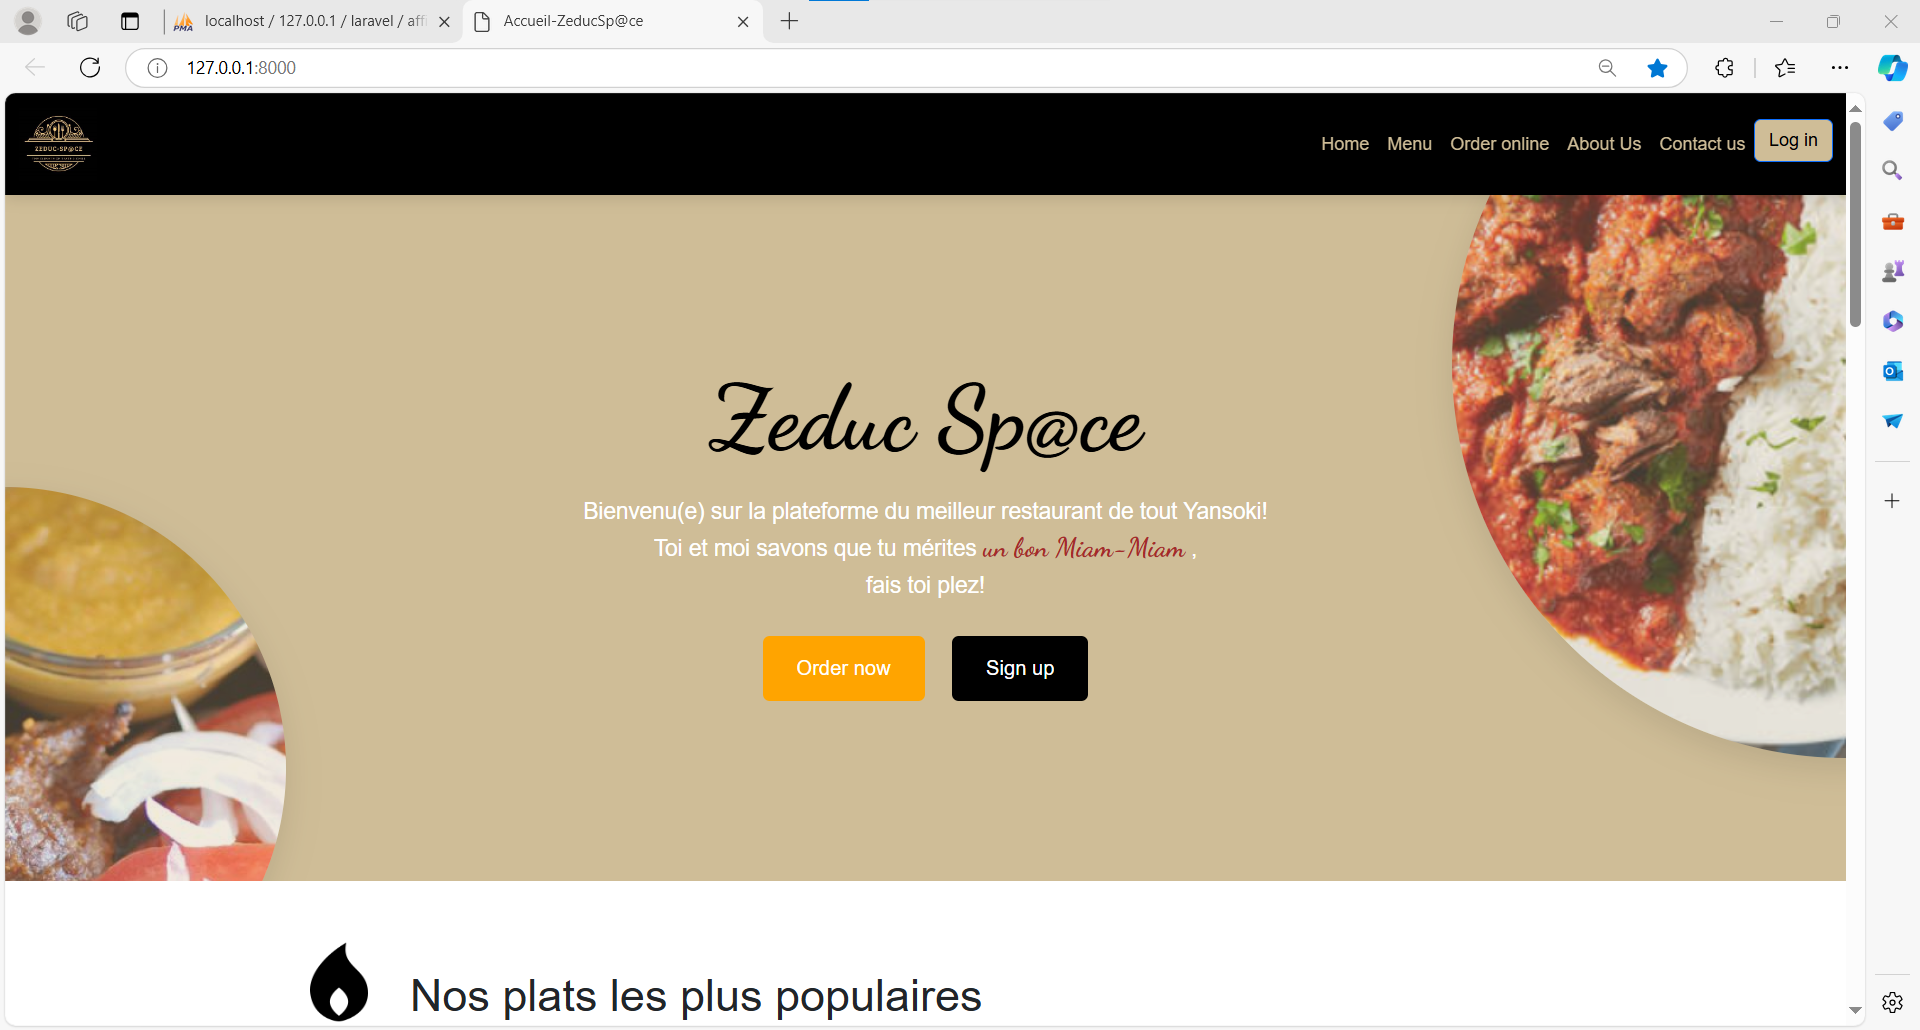 localhost / 127.0.0.1 / laravel / aff
Accueil-ZeducSp@ce
127.0.0.1:8000
ZEDUC-SP@CE
Home Menu Order online About Us Contact us Log in
Zeduc Sp@ce
Bienvenu(e) sur la plateforme du meilleur restaurant de tout Yansoki!
Toi et moi savons que tu mérites un bon Miam-Miam ,
fais toi plez!
Order now Sign up
Nos plats les plus populaires